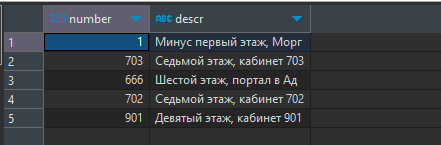 number ABC descr
1 1 Минус первый этаж, Морг
2 703 Седьмой этаж, кабинет 703
3 666 Шестой этаж, портал в Ад
4 702 Седьмой этаж, кабинет 702
5 901 Девятый этаж, кабинет 901